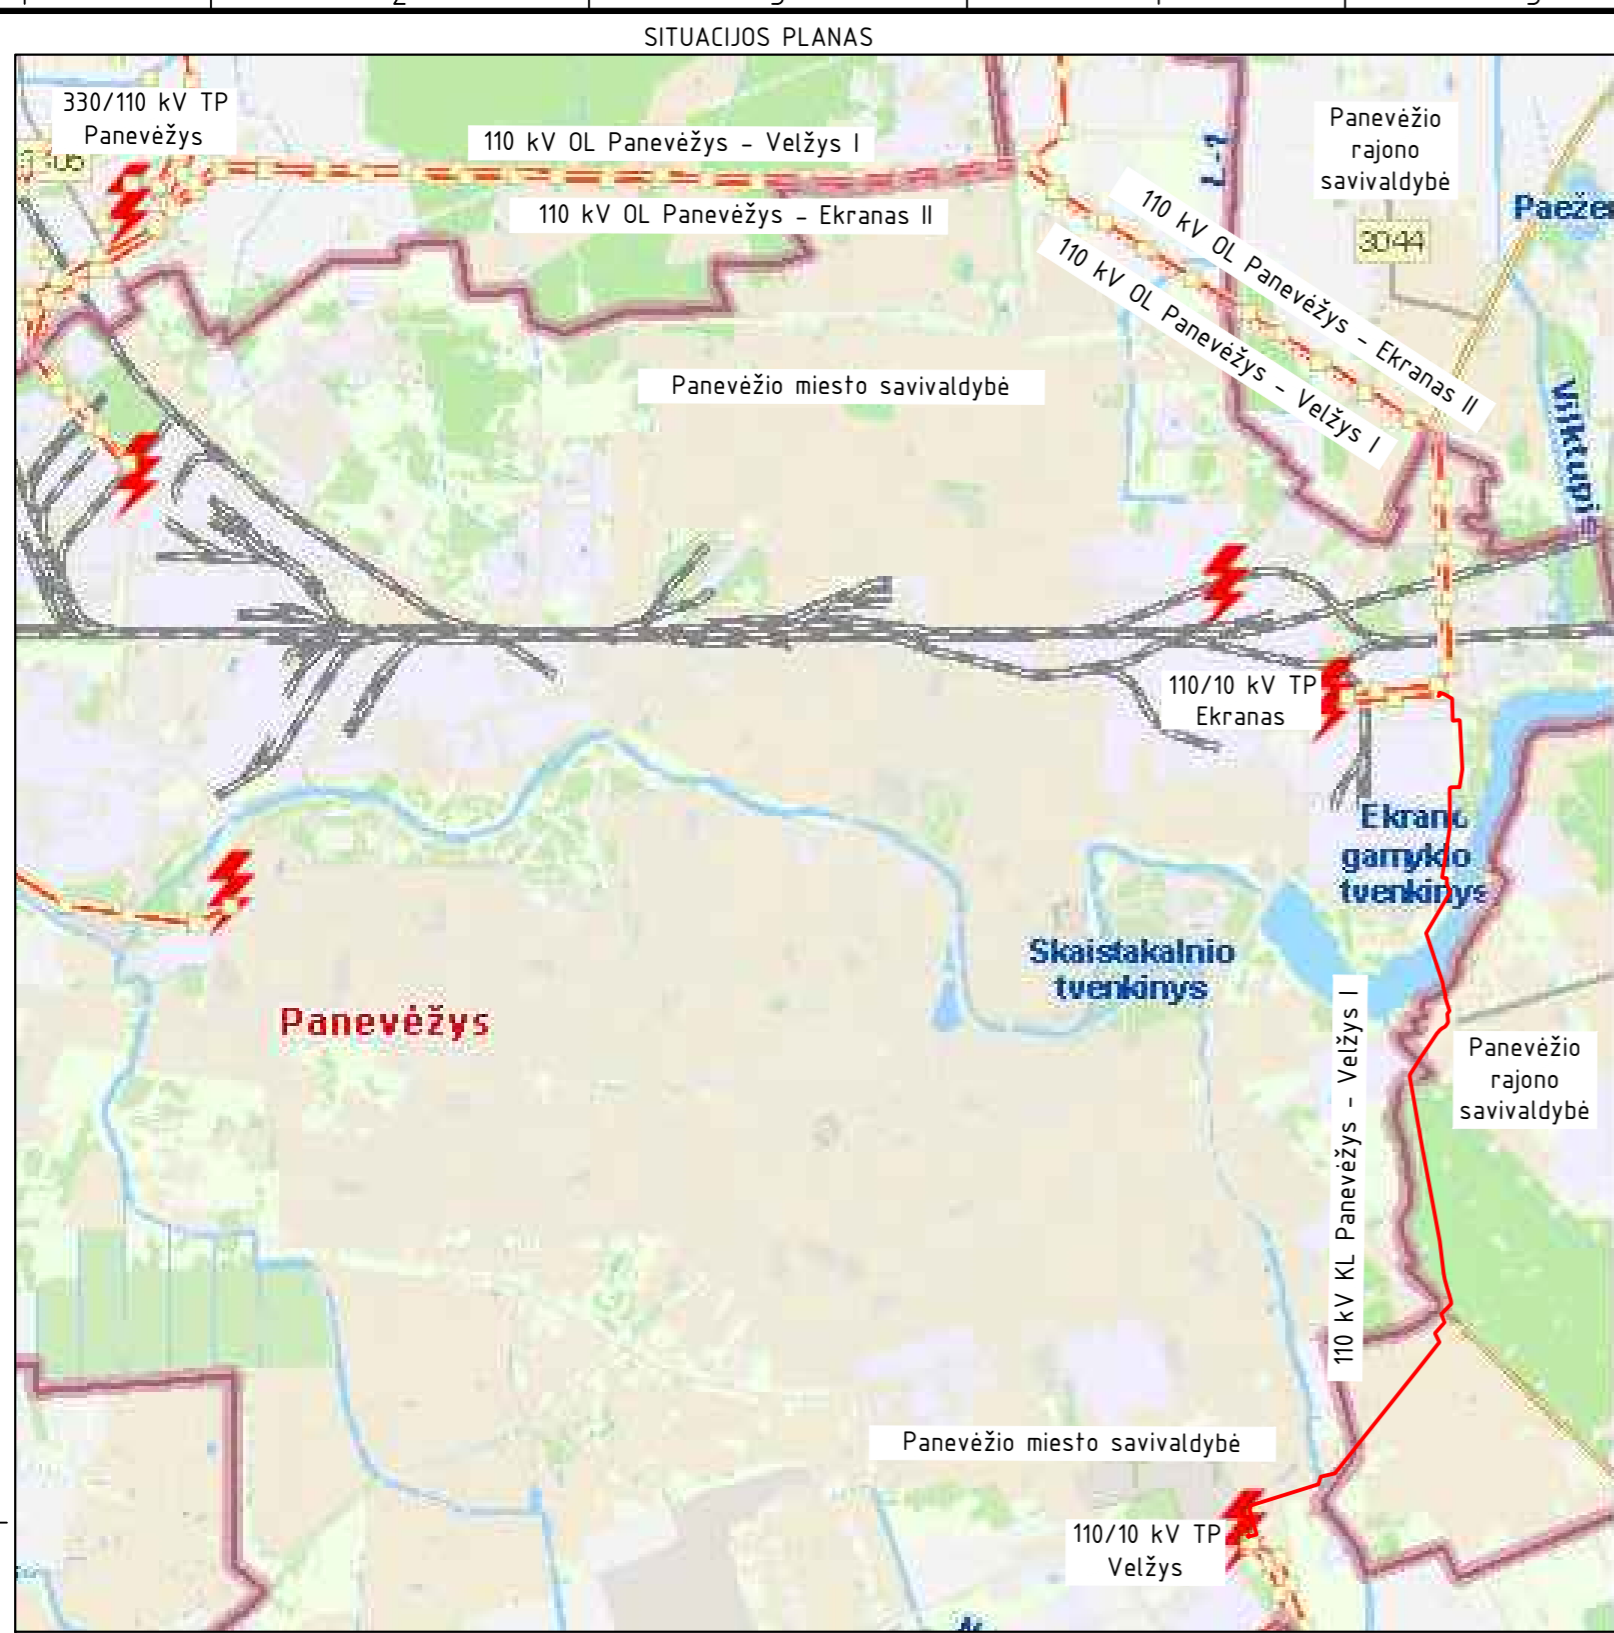 SITUACIJOS PLANAS
330/110 kV TP
Panevėžys
110 kV OL Panevėžys - Velžys I
110 kV OL Panevėžys - Ekranas II
L-1
Panevėžio
rajono
savivaldybė
3044
110 kV OL Panevėžys - Ekranas II
110 kV OL Panevėžys - Velžys I
Panevėžio miesto savivaldybė
110/10 kV TP
Ekranas
Ekrano
gamyklo
tvenkinys
Skaistakalnio
tvenkinys
Panevėžys
110 kV KL Panevėžys - Velžys I
Panevėžio
rajono
savivaldybė
Panevėžio miesto savivaldybė
110/10 kV TP
Velžys